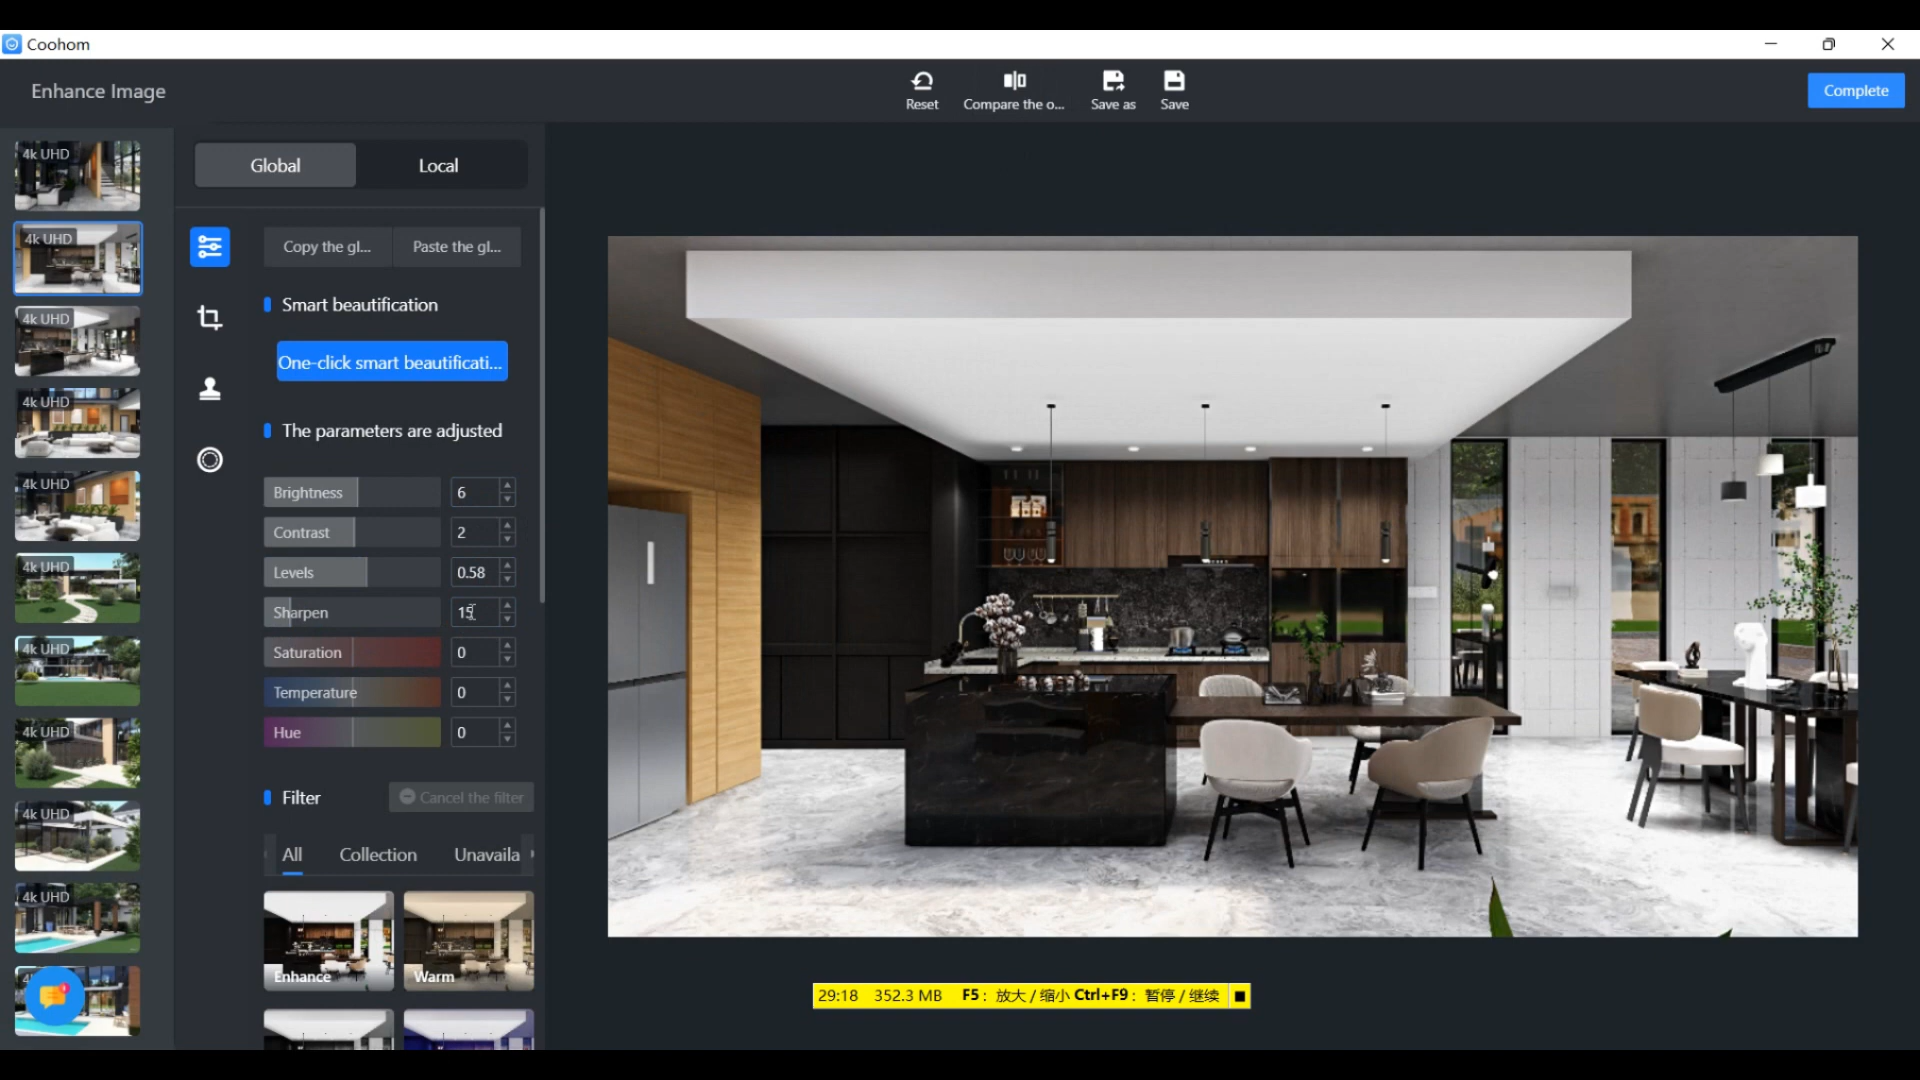 Coohom
Enhance Image
Reset
Compare the o...
Save as
Save
Complete
4k UHD
4k UHD
4k UHD
4k UHD
4k UHD
4k UHD
4k UHD
4k UHD
4k UHD
4k UHD
Global
Local
Copy the gl...
Paste the gl...
Smart beautification
One-click smart beautificati...
The parameters are adjusted
Brightness 6
Contrast 2
Levels 0.58
Sharpen 15
Saturation 0
Temperature 0
Hue 0
Filter
Cancel the filter
All
Collection
Unavaila
Enhance
Warm
29:18 352.3 MB F5: 放大/缩小 Ctrl+F9: 暂停/继续